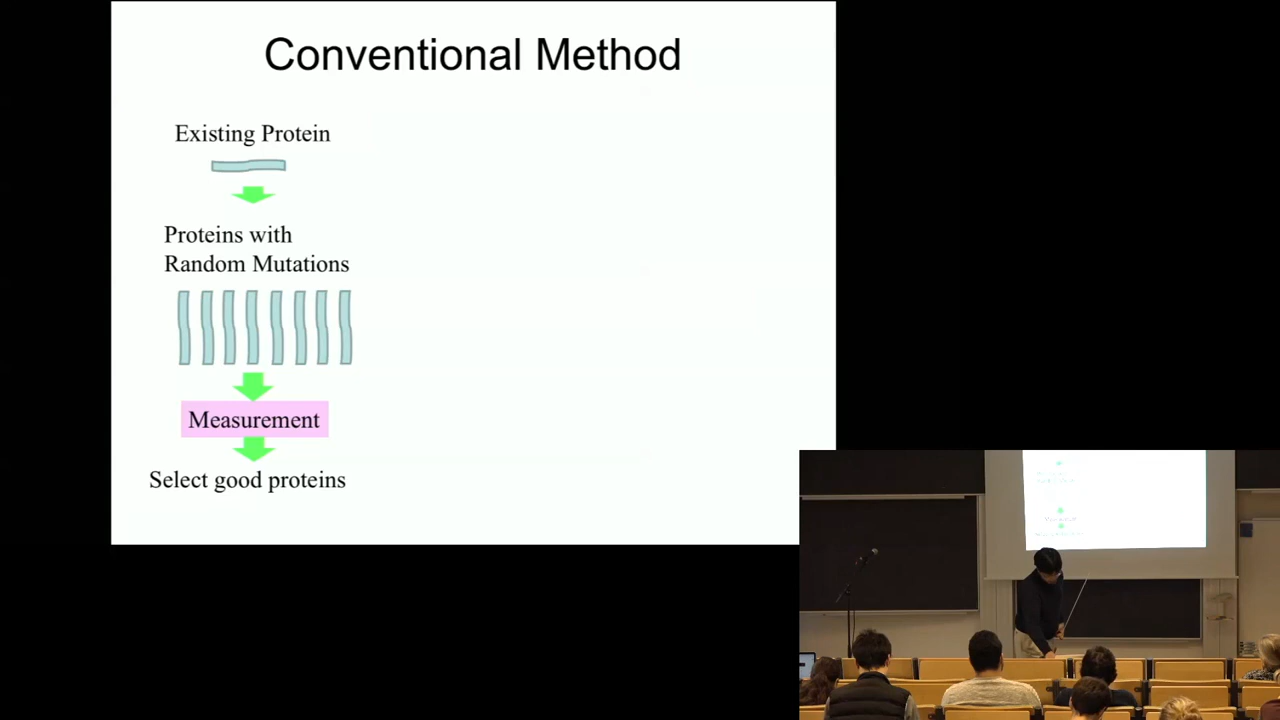 Conventional Method
Existing Protein
Proteins with
Random Mutations
Measurement
Select good proteins